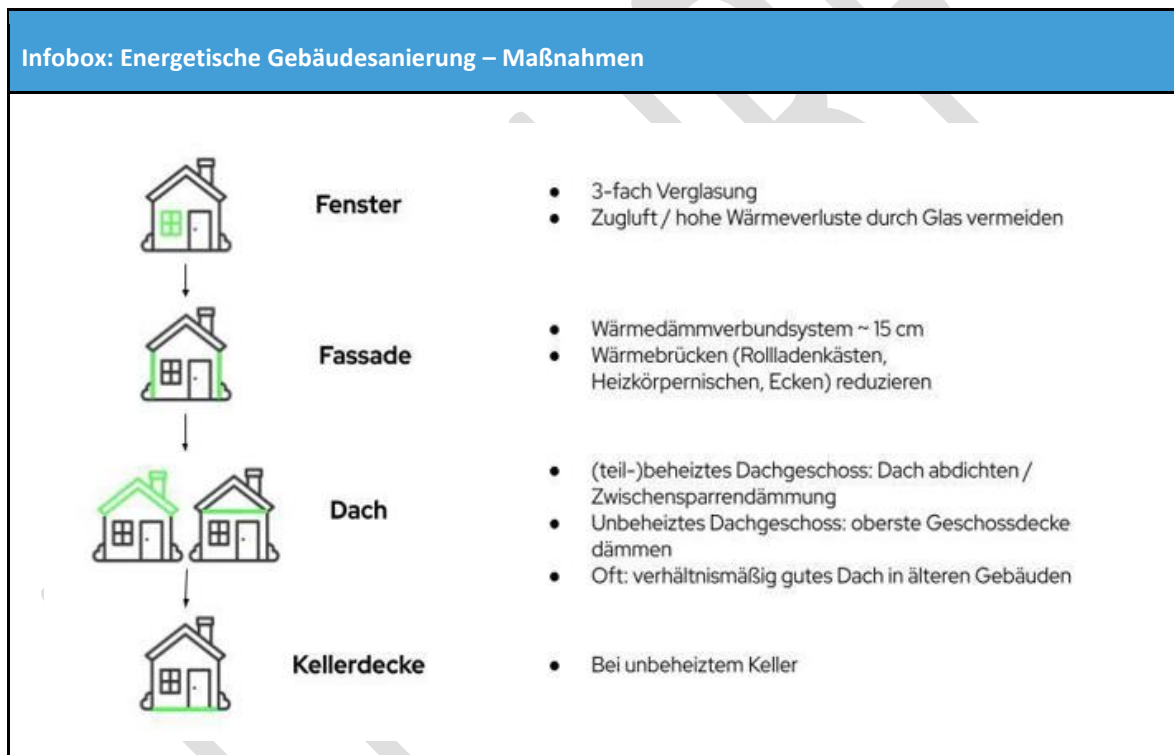 Infobox: Energetische Gebäudesanierung – Maßnahmen
Fenster
● 3-fach Verglasung
● Zugluft / hohe Wärmeverluste durch Glas vermeiden
Fassade
● Wärmedämmverbundsystem ~ 15 cm
● Wärmebrücken (Rollladenkästen,
Heizkörpernischen, Ecken) reduzieren
Dach
● (teil-)beheiztes Dachgeschoss: Dach abdichten /
Zwischensparrendämmung
● Unbeheiztes Dachgeschoss: oberste Geschossdecke
dämmen
● Oft: verhältnismäßig gutes Dach in älteren Gebäuden
Kellerdecke
● Bei unbeheiztem Keller